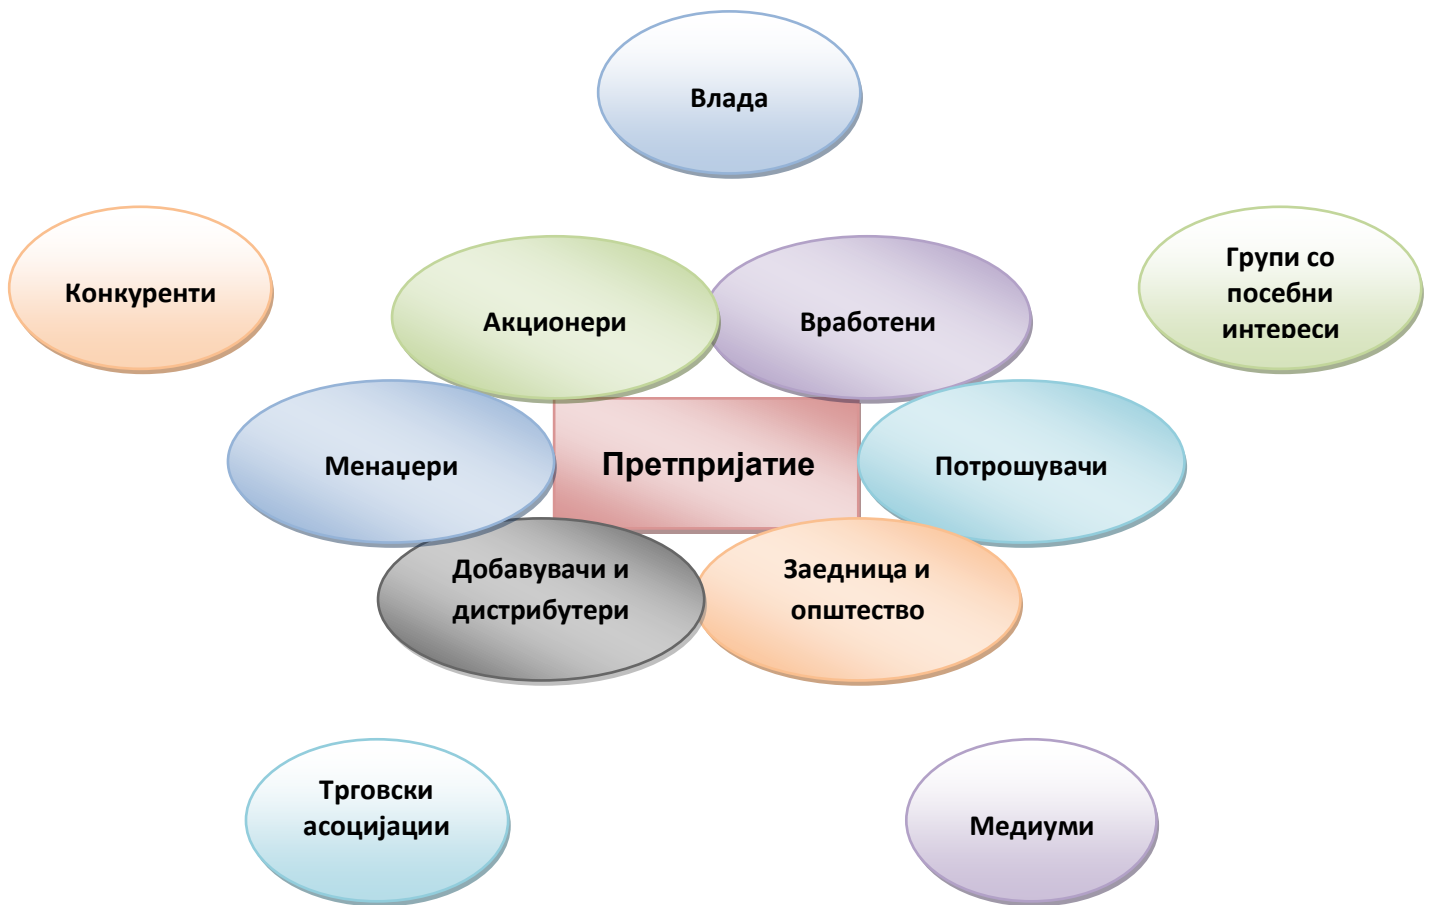 Влада
Конкуренти
Групи со
посебни
интереси
Акционери
Вработени
Менаџери
Претпријатие
Потрошувачи
Добавувачи и
дистрибутери
Заедница и
општество
Трговски
асоцијации
Медиуми